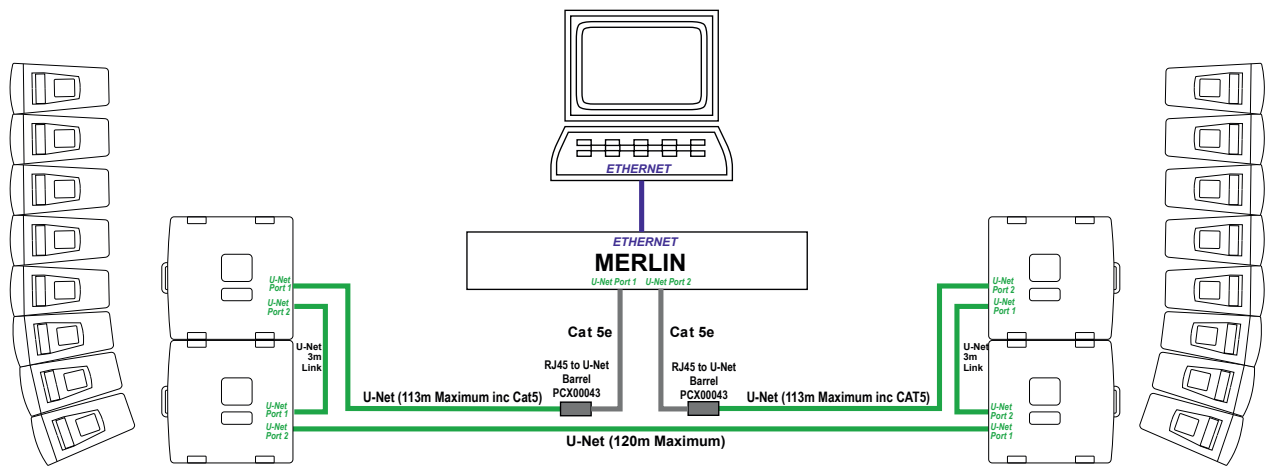 ETHERNET
ETHERNET
MERLIN
U-Net Port 1 U-Net Port 2
U-Net
Port 1
U-Net
Port 2
U-Net
3m
Link
U-Net
Port 1
U-Net
Port 2
Cat 5e
Cat 5e
RJ45 to U-Net
Barrel
PCX00043
RJ45 to U-Net
Barrel
PCX00043
U-Net (113m Maximum inc Cat5)
U-Net (113m Maximum inc CAT5)
U-Net (120m Maximum)
U-Net
Port 2
U-Net
Port 1
U-Net
3m
Link
U-Net
Port 2
U-Net
Port 1